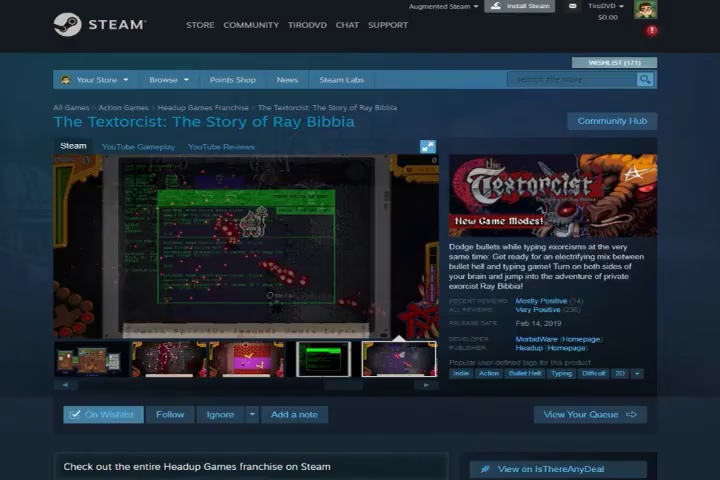 Augmented Steam
Install Steam
TiroDVD
$0.00
STEAM
STORE COMMUNITY TIRODVD CHAT SUPPORT
WISHLIST (171)
Your Store Browse Points Shop News Steam Labs
search the store
All Games > Action Games > Headup Games Franchise > The Textorcist: The Story of Ray Bibbia
The Textorcist: The Story of Ray Bibbia
Community Hub
Steam YouTube Gameplay YouTube Reviews
the
Textorcist
New Game Modes!
Dodge bullets while typing exorcisms at the very
same time: Get ready for an electrifying mix between
bullet hell and typing game! Turn on both sides of
your brain and jump into the adventure of private
exorcist Ray Bibbia!
RECENT REVIEWS: Mostly Positive (14)
ALL REVIEWS: Very Positive (236)
RELEASE DATE: Feb 14, 2019
DEVELOPER: MorbidWare (Homepage)
PUBLISHER: Headup (Homepage)
Popular user-defined tags for this product:
Indie Action Bullet Hell Typing Difficult 2D +
On Wishlist Follow Ignore Add a note
View Your Queue
Check out the entire Headup Games franchise on Steam
View on IsThereAnyDeal